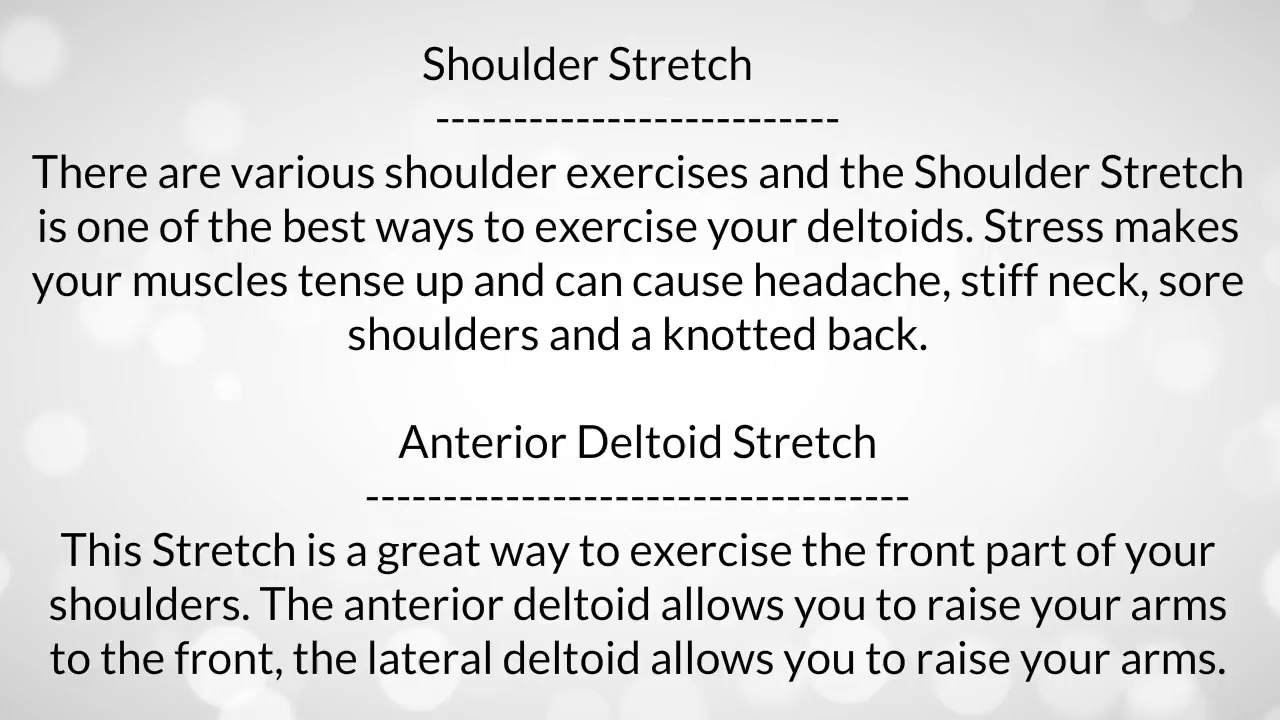 Shoulder Stretch
--------------------------
There are various shoulder exercises and the Shoulder Stretch
is one of the best ways to exercise your deltoids. Stress makes
your muscles tense up and can cause headache, stiff neck, sore
shoulders and a knotted back.
Anterior Deltoid Stretch
-----------------------------------
This Stretch is a great way to exercise the front part of your
shoulders. The anterior deltoid allows you to raise your arms
to the front, the lateral deltoid allows you to raise your arms.